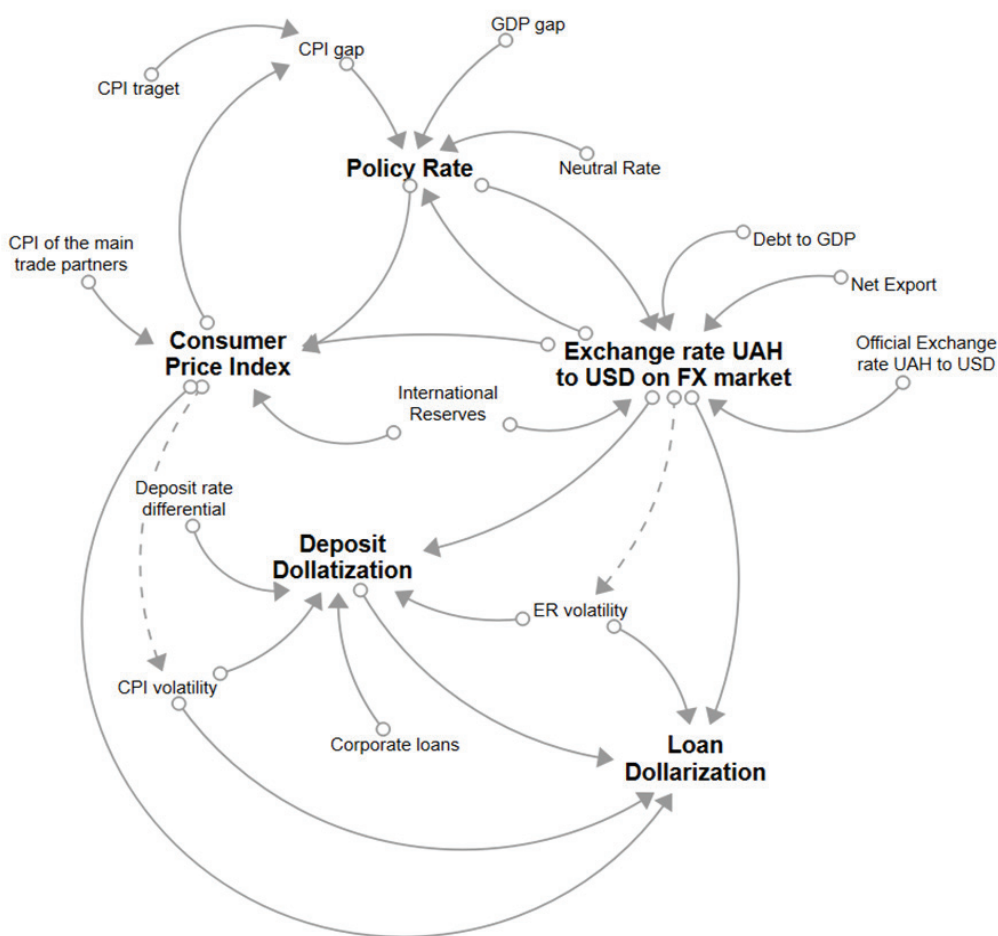 GDP gap
CPI gap
CPI traget
Policy Rate
Neutral Rate
CPI of the main
trade partners
Debt to GDP
Net Export
Consumer
Price Index
Exchange rate UAH
to USD on FX market
Official Exchange
rate UAH to USD
International
Reserves
Deposit rate
differential
Deposit
Dollatization
ER volatility
CPI volatility
Corporate loans
Loan
Dollarization